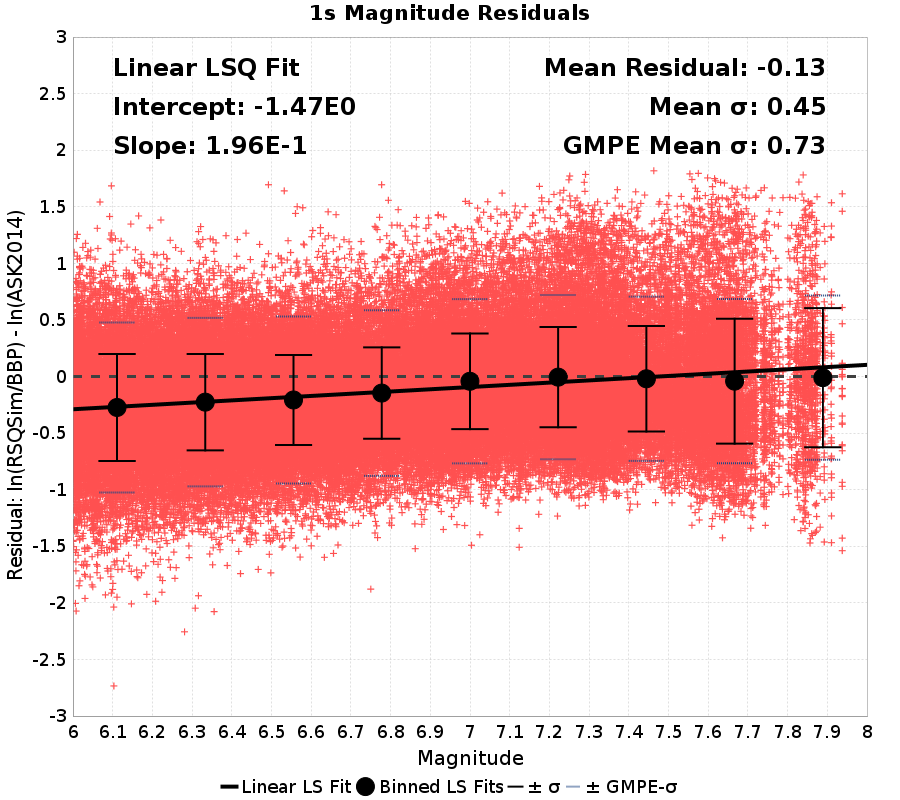 1s Magnitude Residuals
Linear LSQ Fit
Intercept: -1.47E0
Slope: 1.96E-1
Mean Residual: -0.13
Mean σ: 0.45
GMPE Mean σ: 0.73
Residual: ln(RSQSim/BBP) - ln(ASK2014)
3
2.5
2
1.5
1
0.5
0
-0.5
-1
-1.5
-2
-2.5
-3
6 6.1 6.2 6.3 6.4 6.5 6.6 6.7 6.8 6.9 7 7.1 7.2 7.3 7.4 7.5 7.6 7.7 7.8 7.9 8
Magnitude
Linear LS Fit Binned LS Fits ± σ ± GMPE-σ